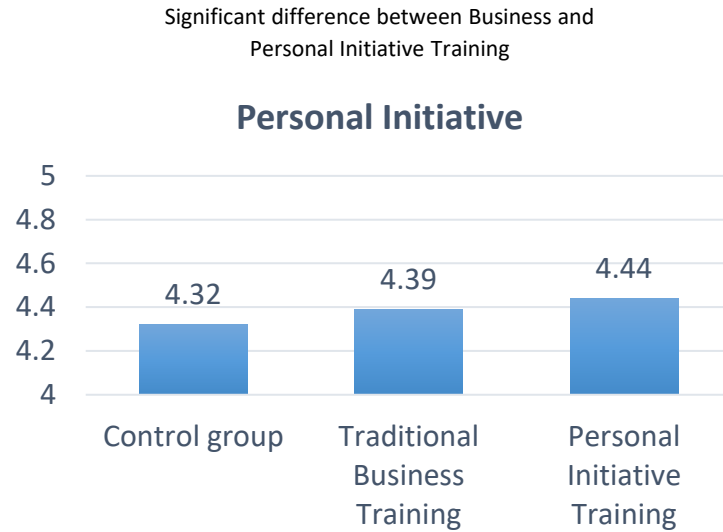 Significant difference between Business and
Personal Initiative Training
Personal Initiative
5
4.8
4.6
4.4
4.2
4
4.32
4.39
4.44
Control group
Traditional
Business
Training
Personal
Initiative
Training